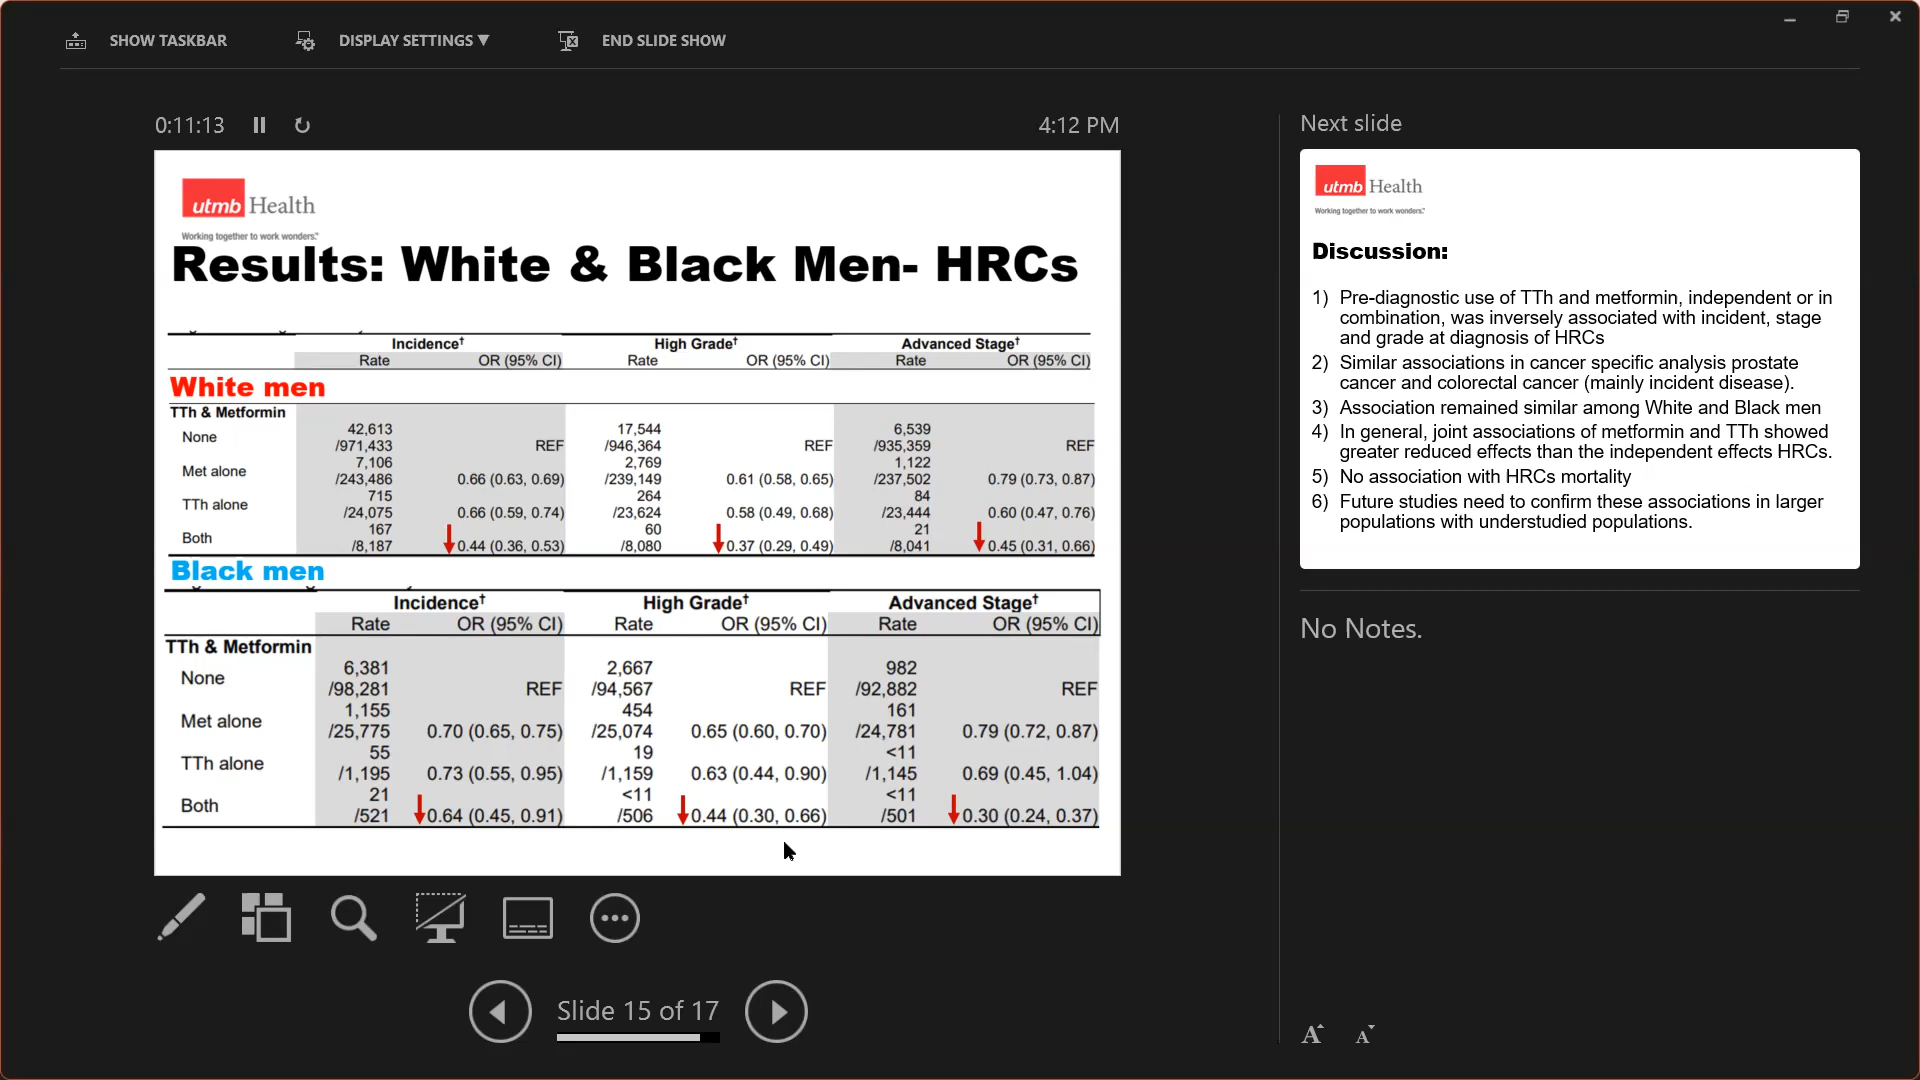 SHOW TASKBAR
DISPLAY SETTINGS ▼
END SLIDE SHOW
0:11:13
4:12 PM
utmb Health
Working together to work wonders.™
Results: White & Black Men- HRCs
Incidence† High Grade† Advanced Stage†
Rate OR (95% CI) Rate OR (95% CI) Rate OR (95% CI)
White men
TTh & Metformin
None 42,613 /971,433 REF 17,544 /946,364 REF 6,539 /935,359 REF
Met alone 7,106 /243,486 0.66 (0.63, 0.69) 2,769 /239,149 0.61 (0.58, 0.65) 1,122 /237,502 0.79 (0.73, 0.87)
TTh alone 715 /24,075 0.66 (0.59, 0.74) 264 /23,624 0.58 (0.49, 0.68) 84 /23,444 0.60 (0.47, 0.76)
Both 167 /8,187 0.44 (0.36, 0.53) 60 /8,080 0.37 (0.29, 0.49) 21 /8,041 0.45 (0.31, 0.66)
Black men
Incidence† High Grade† Advanced Stage†
Rate OR (95% CI) Rate OR (95% CI) Rate OR (95% CI)
TTh & Metformin
None 6,381 /98,281 REF 2,667 /94,567 REF 982 /92,882 REF
Met alone 1,155 /25,775 0.70 (0.65, 0.75) 454 /25,074 0.65 (0.60, 0.70) 161 /24,781 0.79 (0.72, 0.87)
TTh alone 55 /1,195 0.73 (0.55, 0.95) 19 /1,159 0.63 (0.44, 0.90) <11 /1,145 0.69 (0.45, 1.04)
Both 21 /521 0.64 (0.45, 0.91) <11 /506 0.44 (0.30, 0.66) <11 /501 0.30 (0.24, 0.37)
Slide 15 of 17
Next slide
utmb Health
Working together to work wonders.™
Discussion:
1) Pre-diagnostic use of TTh and metformin, independent or in
combination, was inversely associated with incident, stage
and grade at diagnosis of HRCs
2) Similar associations in cancer specific analysis prostate
cancer and colorectal cancer (mainly incident disease).
3) Association remained similar among White and Black men
4) In general, joint associations of metformin and TTh showed
greater reduced effects than the independent effects HRCs.
5) No association with HRCs mortality
6) Future studies need to confirm these associations in larger
populations with understudied populations.
No Notes.
A A